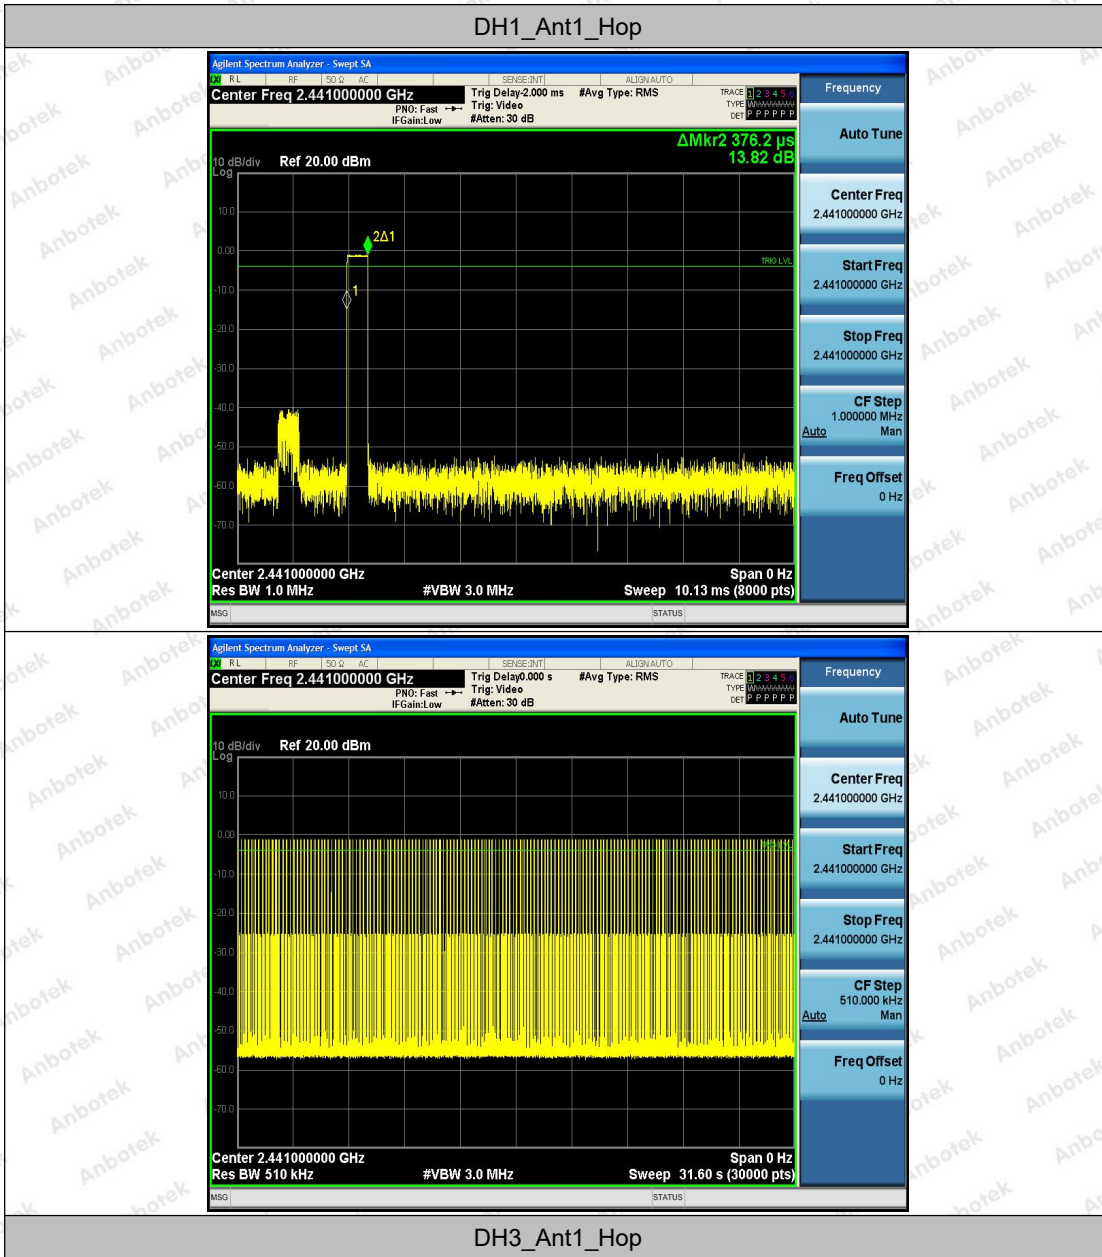 DH1_Ant1_Hop
Agilent Spectrum Analyzer - Swept SA
RL RF 50 Ω AC SENSE:INT ALIGNAUTO
Center Freq 2.441000000 GHz
PNO: Fast
IFGain:Low
Trig Delay-2.000 ms
Trig: Video
#Atten: 30 dB
#Avg Type: RMS
TRACE 1 2 3 4 5 6
TYPE
DET P P P P P P
ΔMkr2 376.2 µs
13.82 dB
10 dB/div Ref 20.00 dBm
Log
10.0
0.00
-10.0
-20.0
-30.0
-40.0
-50.0
-60.0
-70.0
2Δ1
1
TRIG LVL
Center 2.441000000 GHz Span 0 Hz
Res BW 1.0 MHz #VBW 3.0 MHz Sweep 10.13 ms (8000 pts)
MSG STATUS
Frequency
Auto Tune
Center Freq
2.441000000 GHz
Start Freq
2.441000000 GHz
Stop Freq
2.441000000 GHz
CF Step
1.000000 MHz
Auto Man
Freq Offset
0 Hz
Agilent Spectrum Analyzer - Swept SA
RL RF 50 Ω AC SENSE:INT ALIGNAUTO
Center Freq 2.441000000 GHz
PNO: Fast
IFGain:Low
Trig Delay0.000 s
Trig: Video
#Atten: 30 dB
#Avg Type: RMS
TRACE 1 2 3 4 5 6
TYPE
DET P P P P P P
10 dB/div Ref 20.00 dBm
Log
10.0
0.00
-10.0
-20.0
-30.0
-40.0
-50.0
-60.0
-70.0
Center 2.441000000 GHz Span 0 Hz
Res BW 510 kHz #VBW 3.0 MHz Sweep 31.60 s (30000 pts)
MSG STATUS
Frequency
Auto Tune
Center Freq
2.441000000 GHz
Start Freq
2.441000000 GHz
Stop Freq
2.441000000 GHz
CF Step
510.000 kHz
Auto Man
Freq Offset
0 Hz
DH3_Ant1_Hop
Anbotek